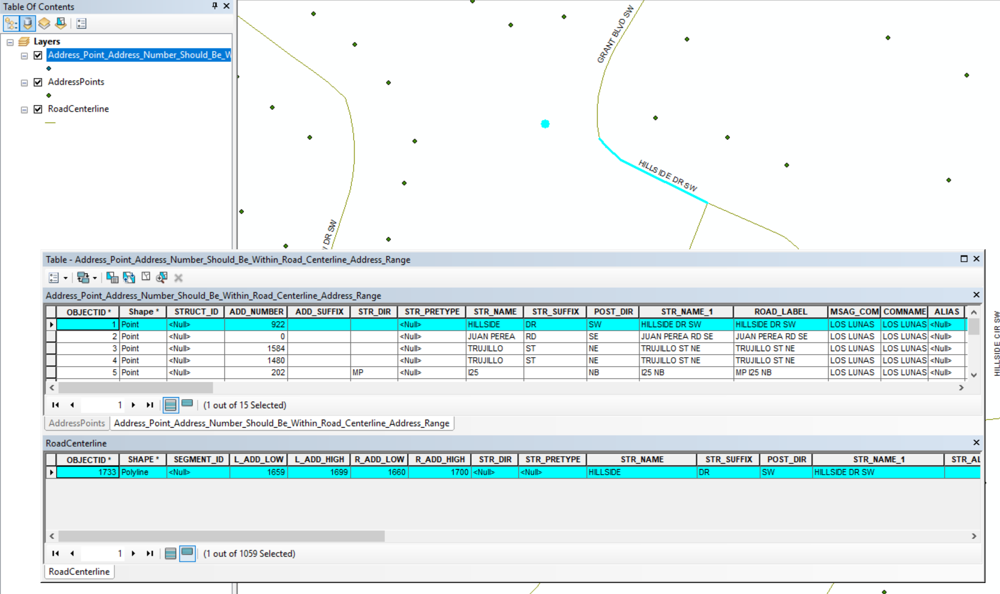 Table Of Contents
Layers
Address_Point_Address_Number_Should_Be_W
AddressPoints
RoadCenterline
GRANT BLVD SW
HILLSIDE DR SW
DR SW
HILLSIDE CIR SW
Table - Address_Point_Address_Number_Should_Be_Within_Road_Centerline_Address_Range
Address_Point_Address_Number_Should_Be_Within_Road_Centerline_Address_Range
OBJECTID * Shape * STRUCT_ID ADD_NUMBER ADD_SUFFIX STR_DIR STR_PRETYPE STR_NAME STR_SUFFIX POST_DIR STR_NAME_1 ROAD_LABEL MSAG_COM COMNAME ALIAS
1 Point <Null> 922 <Null> HILLSIDE DR SW HILLSIDE DR SW HILLSIDE DR SW LOS LUNAS LOS LUNAS <Null>
2 Point <Null> 0 <Null> JUAN PEREA RD SE JUAN PEREA RD SE JUAN PEREA RD SE LOS LUNAS LOS LUNAS <Null>
3 Point <Null> 1584 <Null> TRUJILLO ST NE TRUJILLO ST NE TRUJILLO ST NE LOS LUNAS LOS LUNAS <Null>
4 Point <Null> 1480 <Null> TRUJILLO ST NE TRUJILLO ST NE TRUJILLO ST NE LOS LUNAS LOS LUNAS <Null>
5 Point <Null> 202 MP <Null> I25 NB I25 NB MP I25 NB LOS LUNAS LOS LUNAS <Null>
1 (1 out of 15 Selected)
AddressPoints Address_Point_Address_Number_Should_Be_Within_Road_Centerline_Address_Range
RoadCenterline
OBJECTID * SHAPE * SEGMENT_ID L_ADD_LOW L_ADD_HIGH R_ADD_LOW R_ADD_HIGH STR_DIR STR_PRETYPE STR_NAME STR_SUFFIX POST_DIR STR_NAME_1 STR_AL
1733 Polyline <Null> 1659 1699 1660 1700 <Null> <Null> HILLSIDE DR SW HILLSIDE DR SW
1 (1 out of 1059 Selected)
RoadCenterline